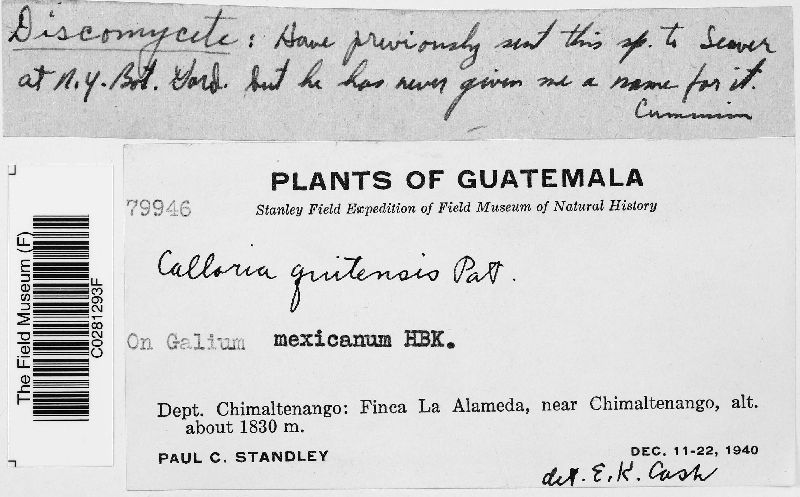 Discomycete: Have previously sent this sp. to Seaver
at N.Y. Bot. Gard. but he has never given me a name for it.
Cummins
The Field Museum (F)
C0281293F
PLANTS OF GUATEMALA
79946
Stanley Field Expedition of Field Museum of Natural History
Calloria quitensis Pat.
On Galium mexicanum HBK.
Dept. Chimaltenango: Finca La Alameda, near Chimaltenango, alt.
about 1830 m.
PAUL C. STANDLEY
DEC. 11-22, 1940
det. E. K. Cash